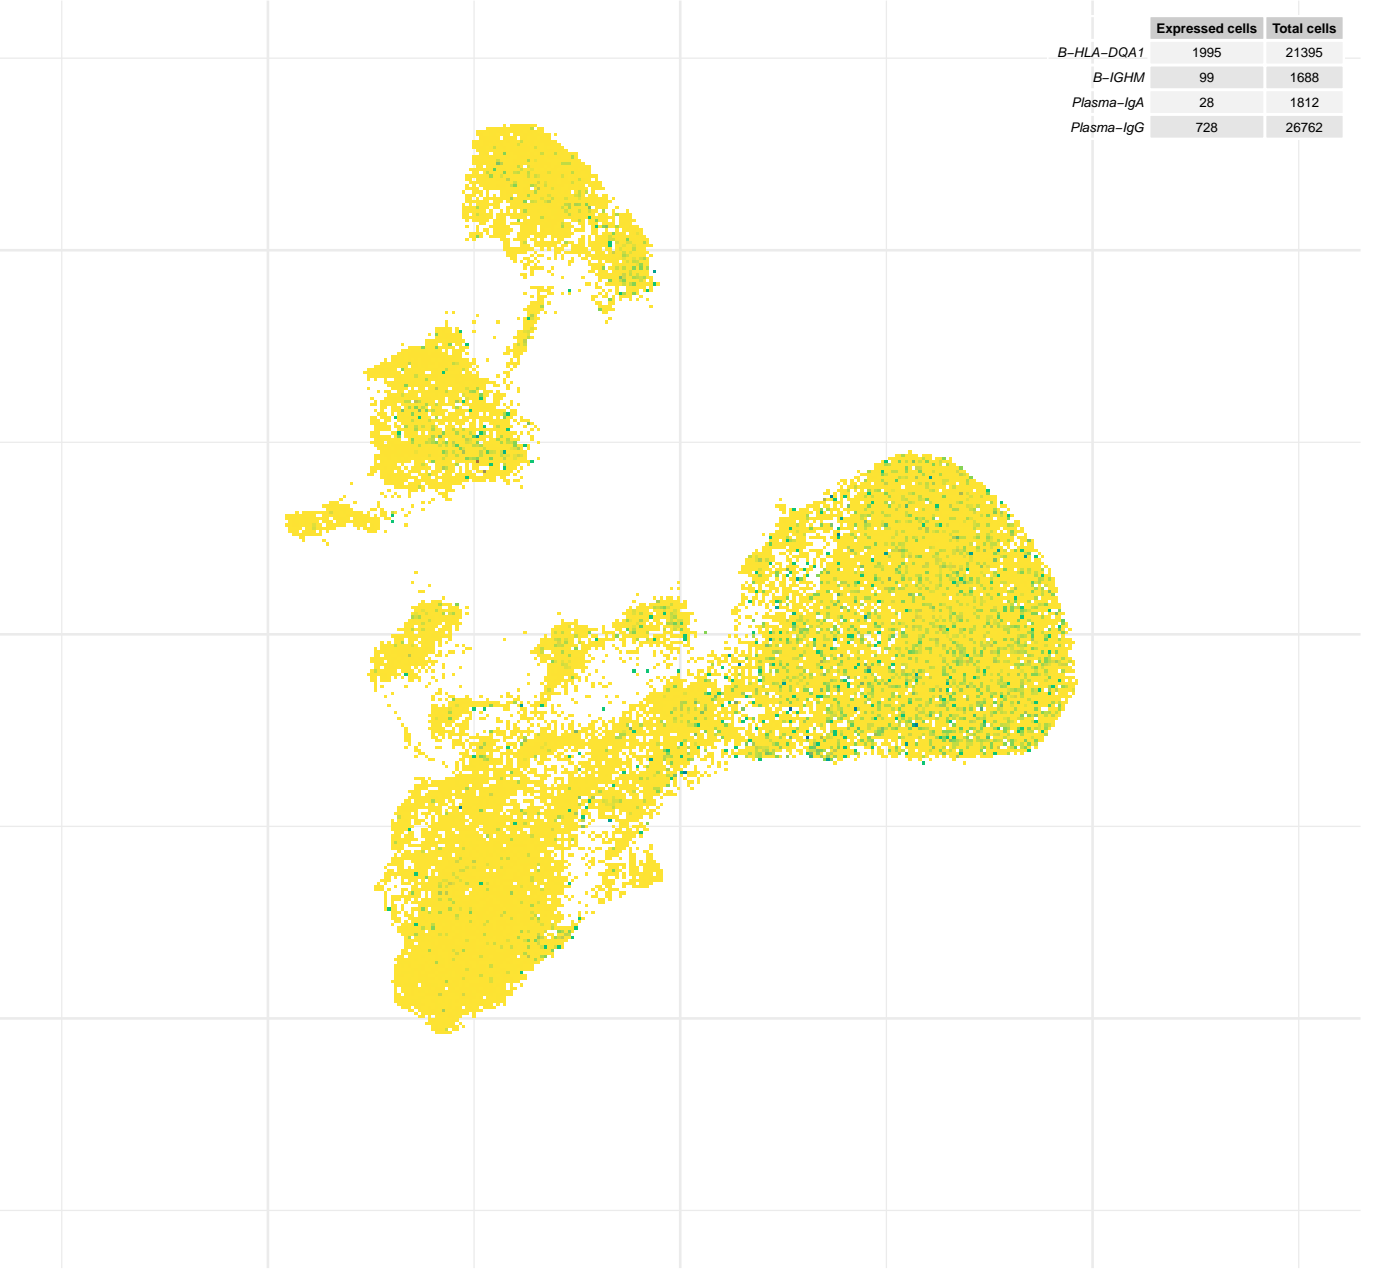 Expressed cells Total cells
B−HLA−DQA1 1995 21395
B−IGHM 99 1688
Plasma−IgA 28 1812
Plasma−IgG 728 26762